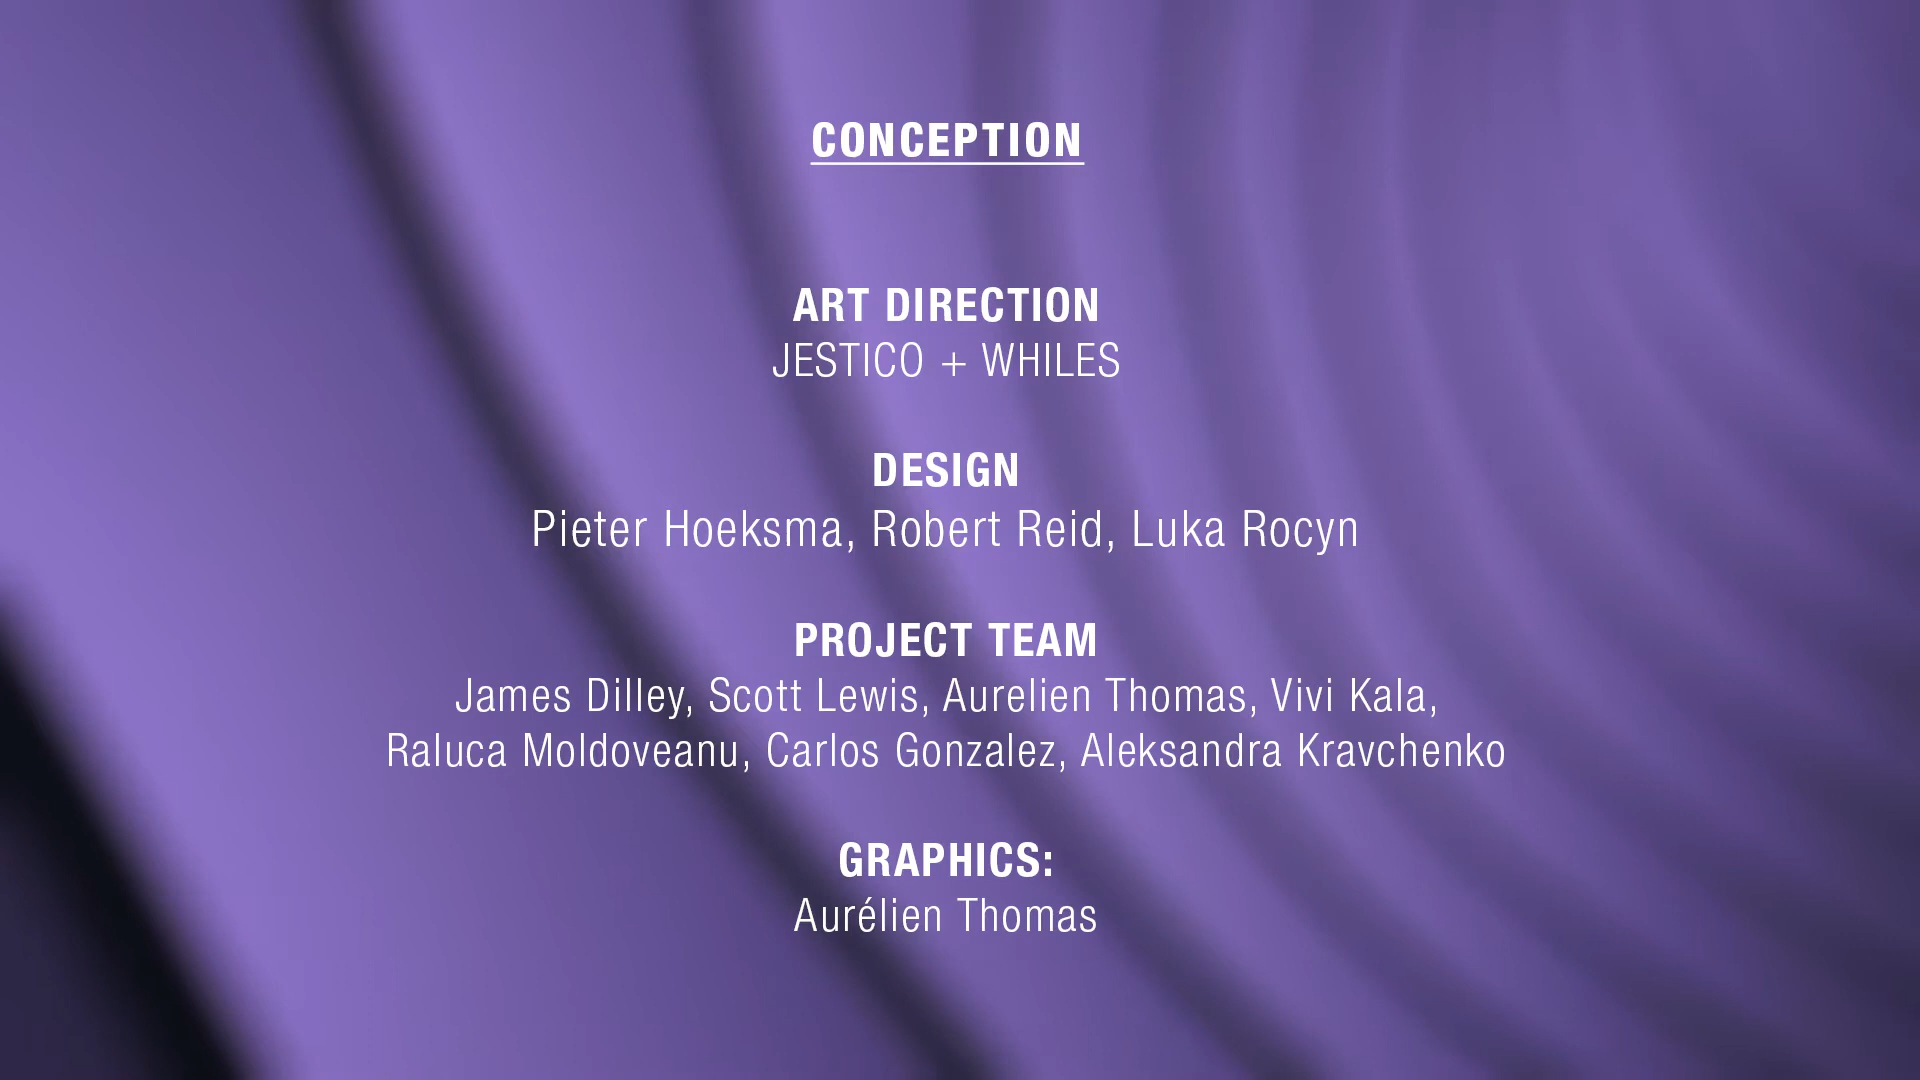 CONCEPTION
ART DIRECTION
JESTICO + WHILES
DESIGN
Pieter Hoeksma, Robert Reid, Luka Rocyn
PROJECT TEAM
James Dilley, Scott Lewis, Aurelien Thomas, Vivi Kala,
Raluca Moldoveanu, Carlos Gonzalez, Aleksandra Kravchenko
GRAPHICS:
Aurélien Thomas